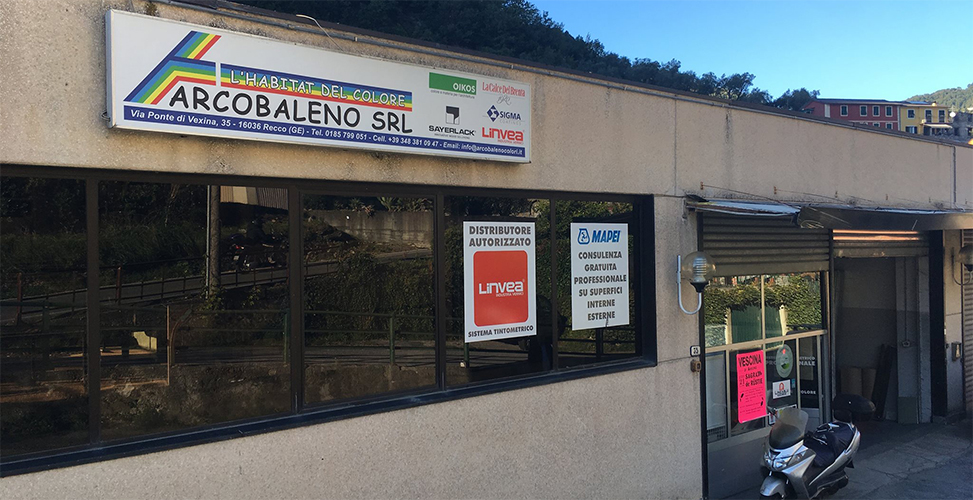 L'HABITAT DEL COLORE
ARCOBALENO SRL
Via Ponte di Vexina, 35 - 16036 Recco (GE) - Tel. 0185 799 051 - Cell. +39 348 381 09 47 - Email: info@arcobalenocolsrl.it
OIKOS
La Calce Del Brenta
SAYERLACK
SIGMA
Linvea
DISTRIBUTORE
AUTORIZZATO
Linvea
SISTEMA TINTOMETRICO
MAPEI
CONSULENZA
GRATUITA
PROFESSIONALE
SU SUPERFICI
INTERNE
ESTERNE
VESCINA